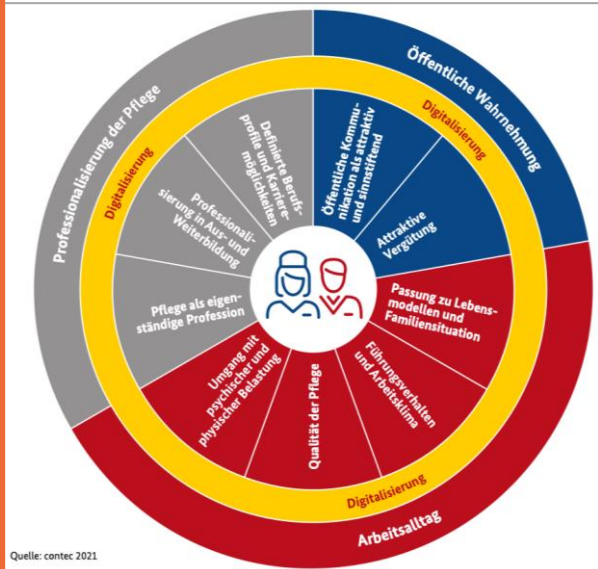 Professionalisierung der Pflege
Öffentliche Wahrnehmung
Arbeitsalltag
Digitalisierung
Digitalisierung
Digitalisierung
Definierte Berufs-
profile und Karriere-
möglichkeiten
Öffentliche Kommu-
nikation als attraktiv
und sinnstiftend
Attraktive
Vergütung
Passung zu Lebens-
modellen und
Familiensituation
Führungsverhalten
und Arbeitsklima
Qualität der Pflege
Umgang mit
psychischer und
physischer Belastung
Pflege als eigen-
ständige Profession
Professionali-
sierung in Aus- und
Weiterbildung
Quelle: contec 2021